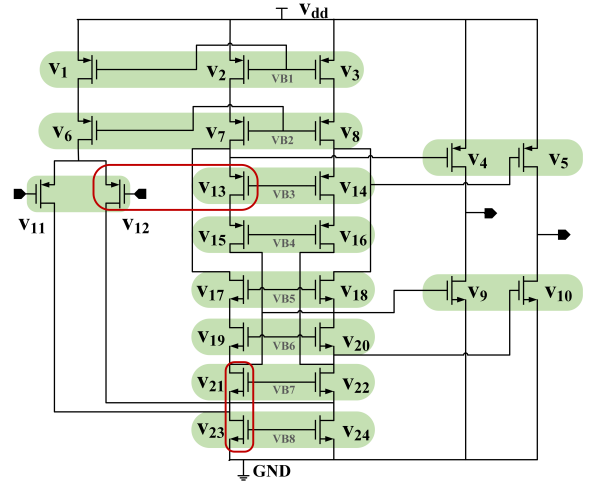 Vdd
V1 V2 V3
VB1
V6 V7 V8
VB2
V4 V5
V13 VB3 V14
V11 V12
V15 VB4 V16
V17 VB5 V18
V9 V10
V19 VB6 V20
V21 VB7 V22
V23 VB8 V24
GND